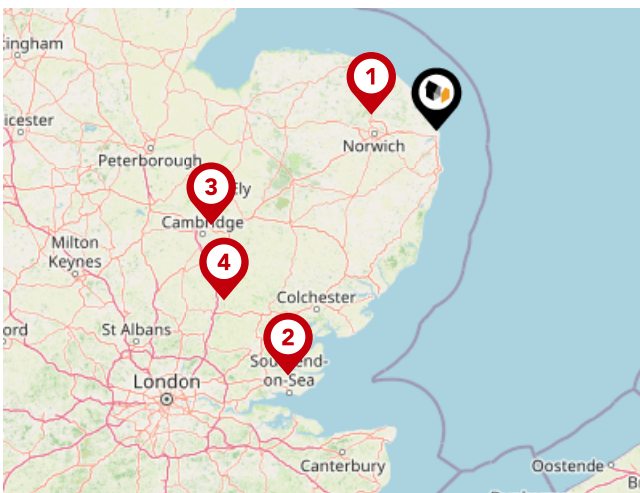 ingham
1
icester
Norwich
Peterborough
3
Ely
Cambridge
Milton
Keynes
4
Colchester
ord
St Albans
2
Southend-
on-Sea
London
Canterbury
Oostende
B